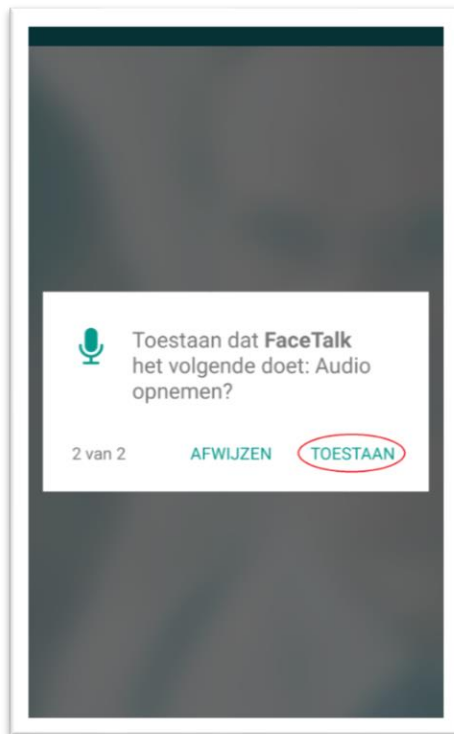 Toestaan dat FaceTalk
het volgende doet: Audio
opnemen?
2 van 2 AFWIJZEN TOESTAAN